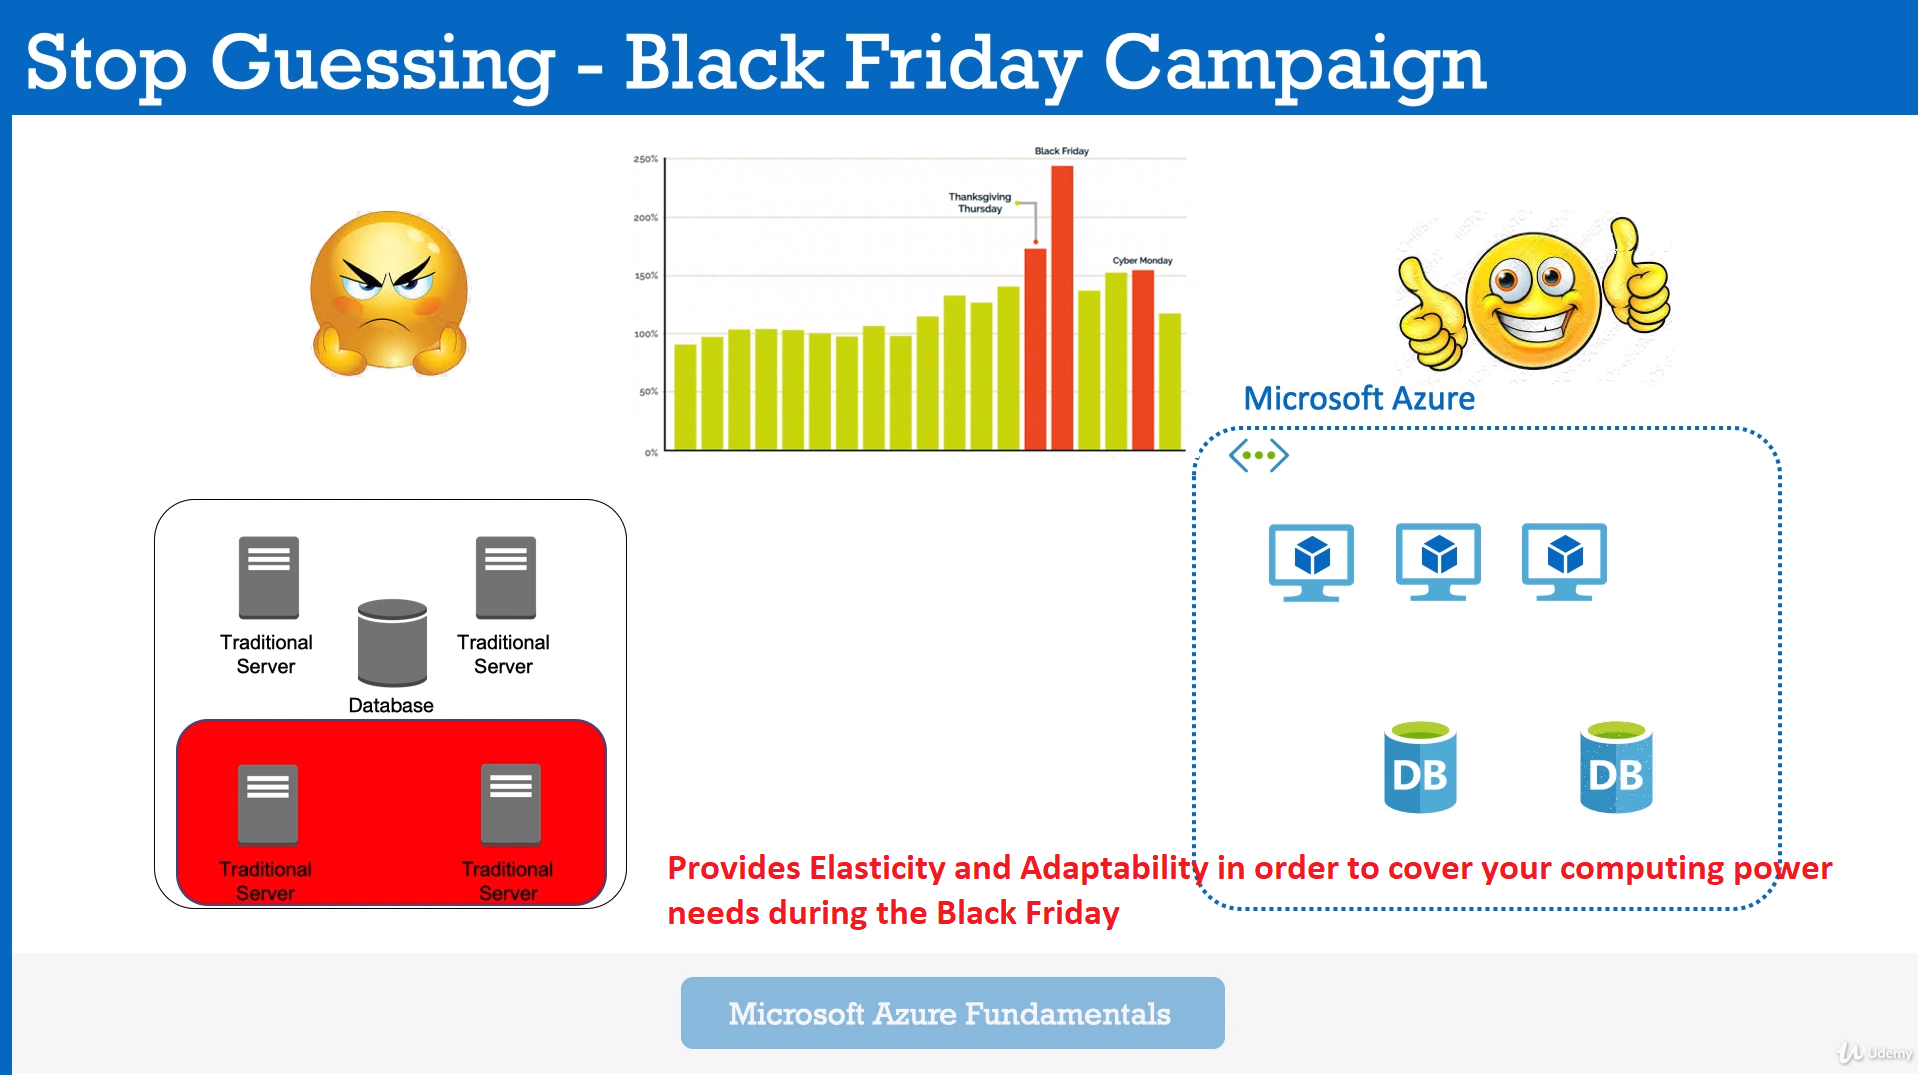 Stop Guessing - Black Friday Campaign
250%
200%
150%
100%
50%
0%
Thanksgiving
Thursday
Black Friday
Cyber Monday
Microsoft Azure
Traditional
Server
Traditional
Server
Database
Traditional
Server
Traditional
Server
DB
DB
Provides Elasticity and Adaptability in order to cover your computing power
needs during the Black Friday
Microsoft Azure Fundamentals
Udemy